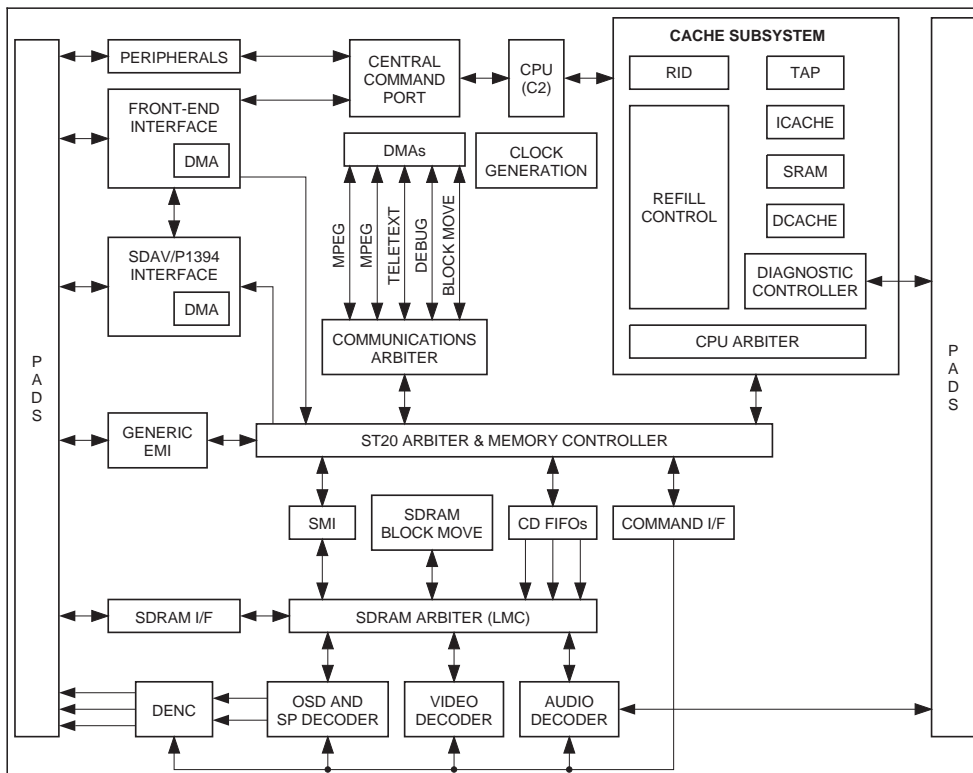 CACHE SUBSYSTEM
PERIPHERALS
CENTRAL
COMMAND
PORT
CPU
(C2)
RID
TAP
FRONT-END
INTERFACE
DMA
DMAs
CLOCK
GENERATION
REFILL
CONTROL
ICACHE
SRAM
DCACHE
MPEG
MPEG
TELETEXT
DEBUG
BLOCK MOVE
SDAV/P1394
INTERFACE
DMA
DIAGNOSTIC
CONTROLLER
COMMUNICATIONS
ARBITER
CPU ARBITER
PADS
PADS
GENERIC
EMI
ST20 ARBITER & MEMORY CONTROLLER
SMI
SDRAM
BLOCK MOVE
CD FIFOs
COMMAND I/F
SDRAM I/F
SDRAM ARBITER (LMC)
DENC
OSD AND
SP DECODER
VIDEO
DECODER
AUDIO
DECODER